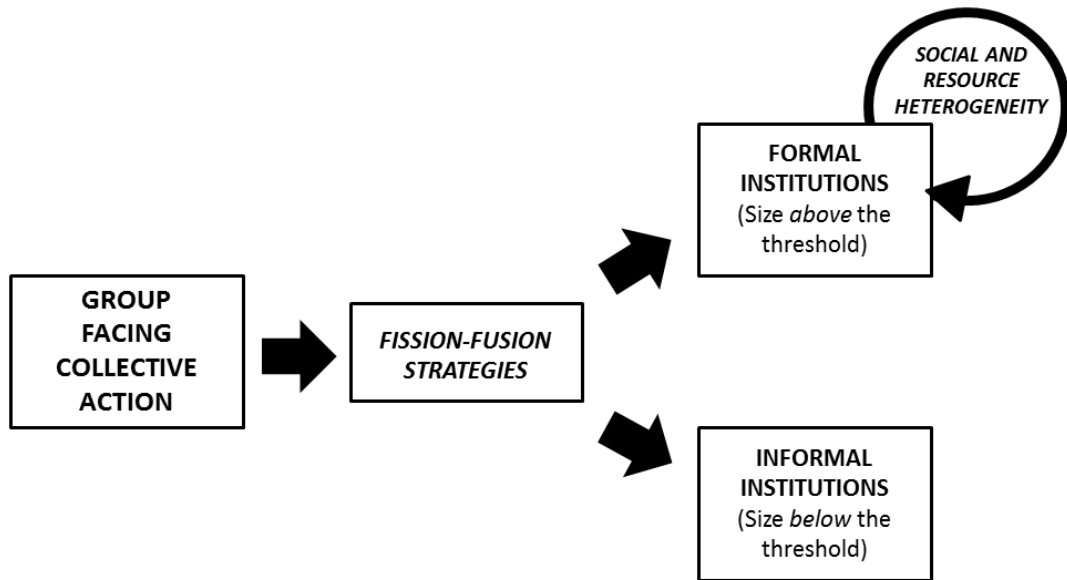 GROUP
FACING
COLLECTIVE
ACTION
FISSION-FUSION
STRATEGIES
SOCIAL AND
RESOURCE
HETEROGENEITY
FORMAL
INSTITUTIONS
(Size above the
threshold)
INFORMAL
INSTITUTIONS
(Size below the
threshold)